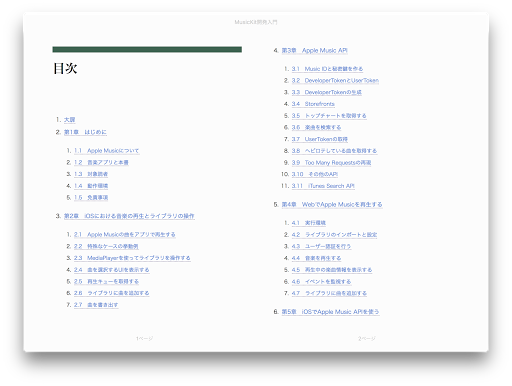 MusicKit開発入門
目次
1. 大扉
2. 第1章　はじめに
1. 1.1　Apple Musicについて
2. 1.2　音楽アプリと本書
3. 1.3　対象読者
4. 1.4　動作環境
5. 1.5　免責事項
3. 第2章　iOSにおける音楽の再生とライブラリの操作
1. 2.1　Apple Musicの曲をアプリで再生する
2. 2.2　特殊なケースの挙動例
3. 2.3　MediaPlayerを使ってライブラリを操作する
4. 2.4　曲を選択するUIを表示する
5. 2.5　再生キューを取得する
6. 2.6　ライブラリに曲を追加する
7. 2.7　曲を書き出す
1ページ
4. 第3章　Apple Music API
1. 3.1　Music IDと秘密鍵を作る
2. 3.2　DeveloperTokenとUserToken
3. 3.3　DeveloperTokenの生成
4. 3.4　Storefronts
5. 3.5　トップチャートを取得する
6. 3.6　楽曲を検索する
7. 3.7　UserTokenの取得
8. 3.8　ヘビロテしている曲を取得する
9. 3.9　Too Many Requestsの再現
10. 3.10　その他のAPI
11. 3.11　iTunes Search API
5. 第4章　WebでApple Musicを再生する
1. 4.1　実行環境
2. 4.2　ライブラリのインポートと設定
3. 4.3　ユーザー認証を行う
4. 4.4　音楽を再生する
5. 4.5　再生中の楽曲情報を表示する
6. 4.6　イベントを監視する
7. 4.7　ライブラリに曲を追加する
6. 第5章　iOSでApple Music APIを使う
2ページ